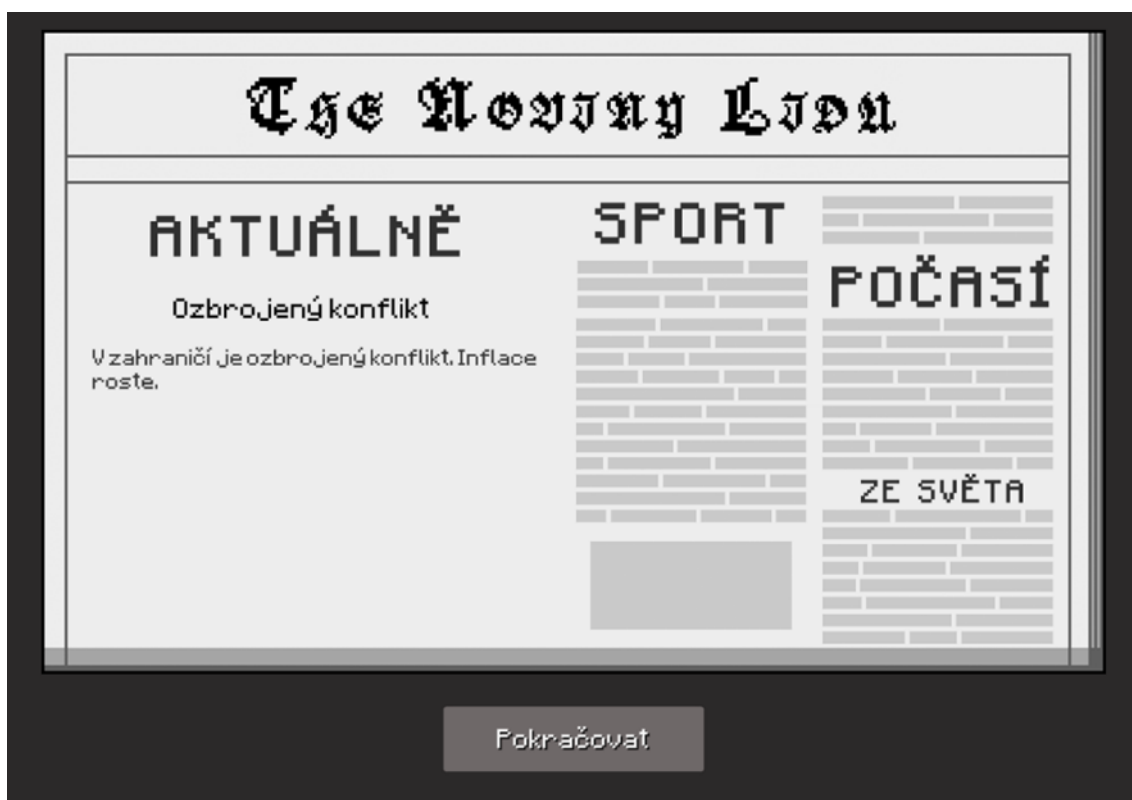 The Noviny Lidu
AKTUÁLNĚ
Ozbrojený konflikt
V zahraničí je ozbrojený konflikt. Inflace
roste.
SPORT
POČASÍ
ZE SVĚTA
Pokračovat